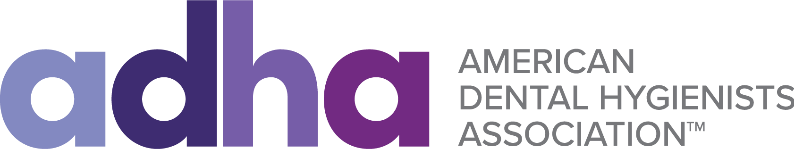 adha
AMERICAN
DENTAL HYGIENISTS
ASSOCIATION™